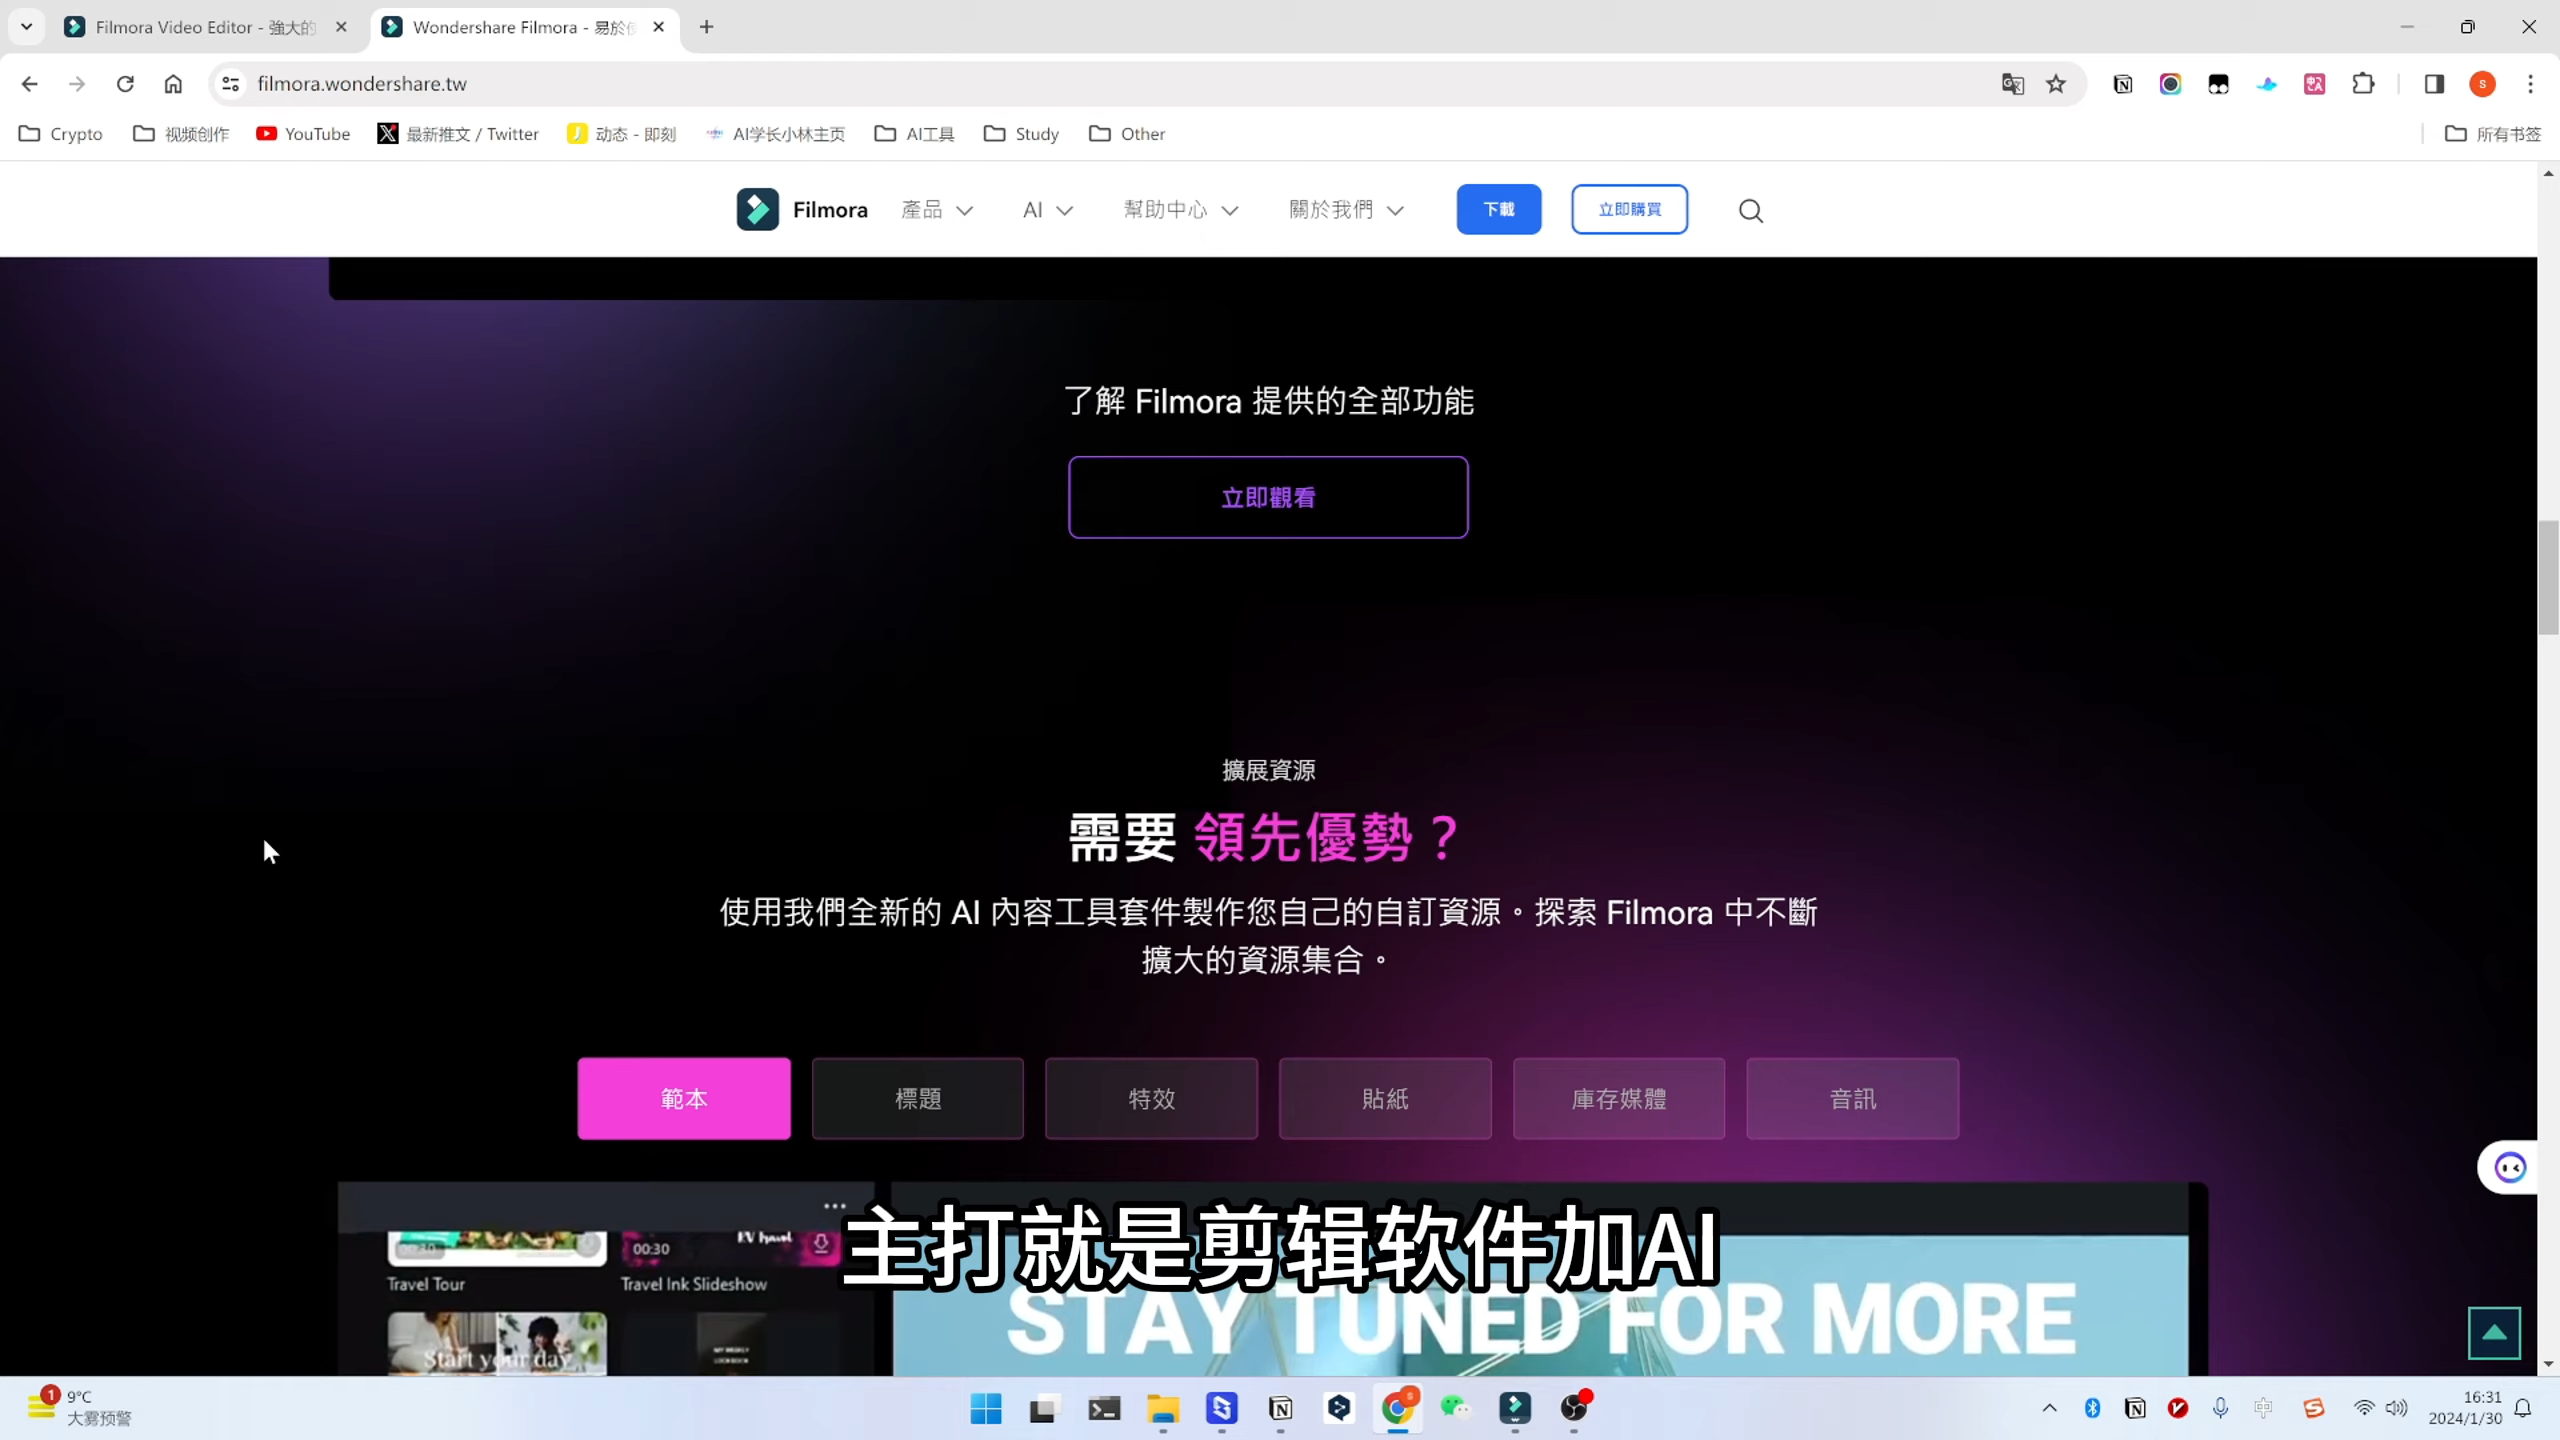 Filmora Video Editor - 強大的
Wondershare Filmora - 易於使
filmora.wondershare.tw
Crypto
视频创作
YouTube
最新推文 / Twitter
动态 - 即刻
AI学长小林主页
AI工具
Study
Other
所有书签
Filmora
產品
AI
幫助中心
關於我們
下載
立即購買
了解 Filmora 提供的全部功能
立即觀看
擴展資源
需要 領先優勢？
使用我們全新的 AI 內容工具套件製作您自己的自訂資源。探索 Filmora 中不斷
擴大的資源集合。
範本
標題
特效
貼紙
庫存媒體
音訊
00:30
00:30
Travel Tour
Travel Ink Slideshow
主打就是剪辑软件加AI
STAY TUNED FOR MORE
Start your day
1
9°C
大雾预警
中
16:31
2024/1/30